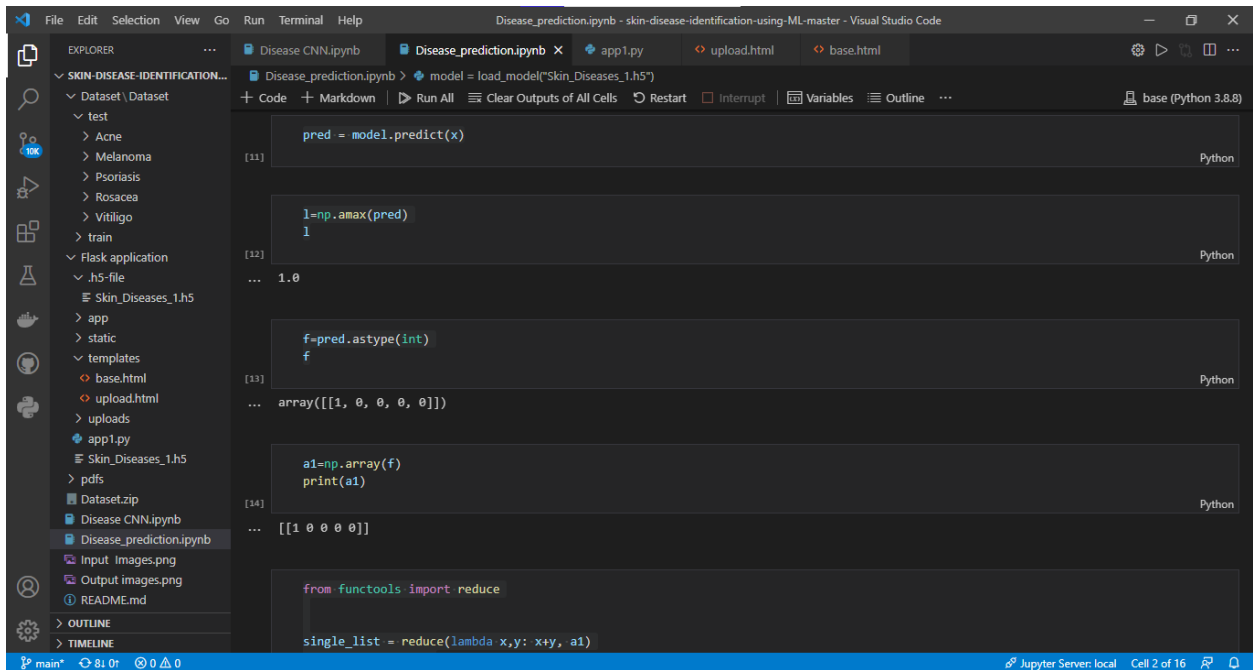 File Edit Selection View Go Run Terminal Help
Disease_prediction.ipynb - skin-disease-identification-using-ML-master - Visual Studio Code
EXPLORER
Disease CNN.ipynb
Disease_prediction.ipynb
app1.py
upload.html
base.html
SKIN-DISEASE-IDENTIFICATION...
Dataset\Dataset
test
Acne
Melanoma
Psoriasis
Rosacea
Vitiligo
train
Flask application
.h5-file
Skin_Diseases_1.h5
app
static
templates
base.html
upload.html
uploads
app1.py
Skin_Diseases_1.h5
pdfs
Dataset.zip
Disease CNN.ipynb
Disease_prediction.ipynb
Input Images.png
Output images.png
README.md
OUTLINE
TIMELINE
10K
Disease_prediction.ipynb > model = load_model("Skin_Diseases_1.h5")
+ Code + Markdown Run All Clear Outputs of All Cells Restart Interrupt Variables Outline ...
base (Python 3.8.8)
pred = model.predict(x)
[11] Python
l=np.amax(pred)
l
[12] Python
... 1.0
f=pred.astype(int)
f
[13] Python
... array([[1, 0, 0, 0, 0]])
a1=np.array(f)
print(a1)
[14] Python
... [[1 0 0 0 0]]
from functools import reduce
single_list = reduce(lambda x,y: x+y, a1)
main* 8↓ 0↑ 0 0
Jupyter Server: local Cell 2 of 16